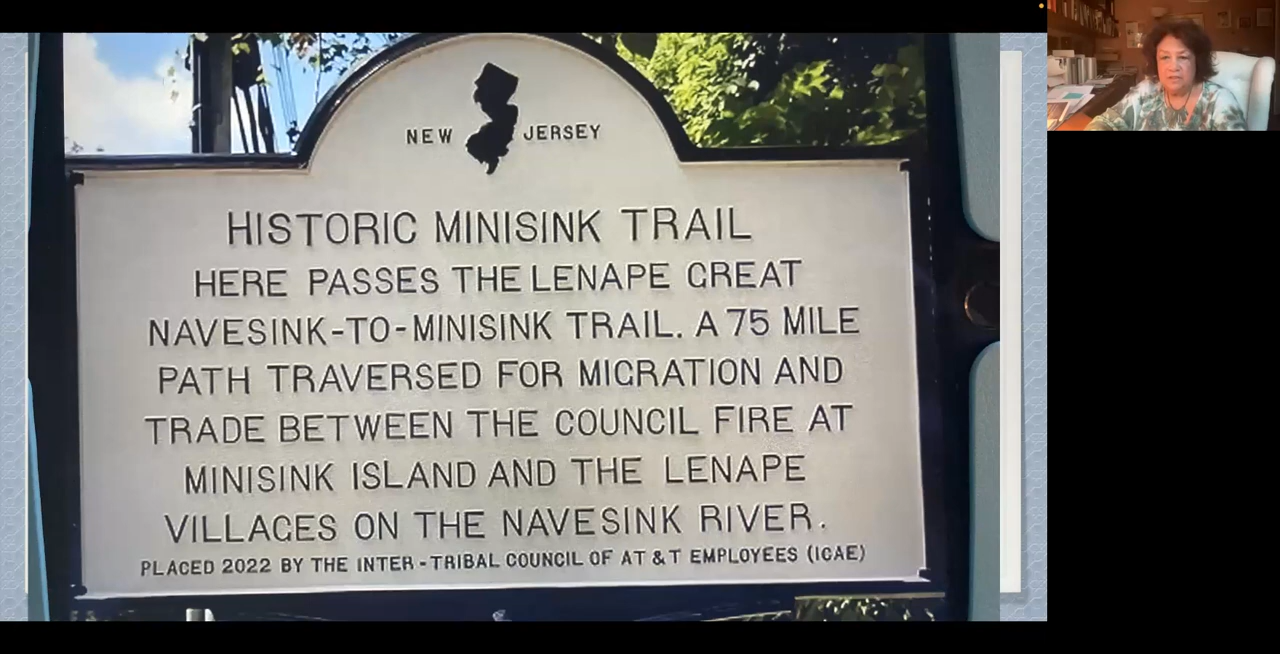 NEW JERSEY
HISTORIC MINISINK TRAIL
HERE PASSES THE LENAPE GREAT
NAVESINK-TO-MINISINK TRAIL. A 75 MILE
PATH TRAVERSED FOR MIGRATION AND
TRADE BETWEEN THE COUNCIL FIRE AT
MINISINK ISLAND AND THE LENAPE
VILLAGES ON THE NAVESINK RIVER.
PLACED 2022 BY THE INTER-TRIBAL COUNCIL OF AT&T EMPLOYEES (ICAE)